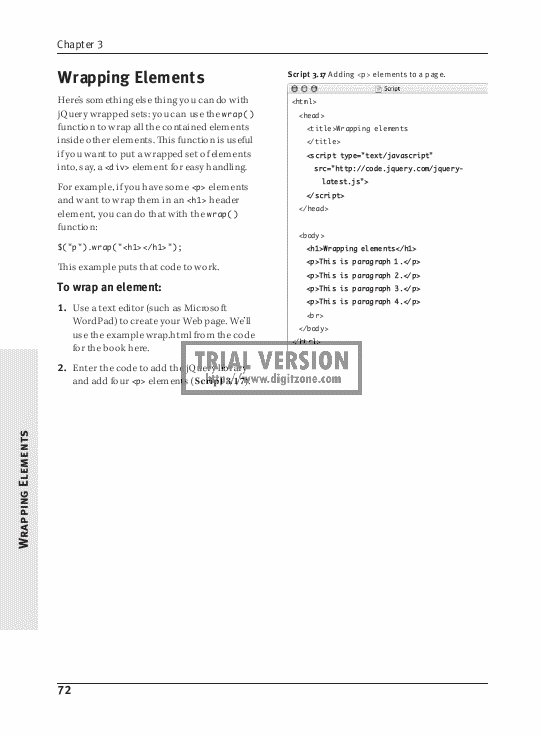 Chapter 3
Wrapping Elements
Here's something else thing you can do with
jQuery wrapped sets: you can use the wrap()
function to wrap all the contained elements
inside other elements. This function is useful
if you want to put a wrapped set of elements
into, say, a <div> element for easy handling.
For example, if you have some <p> elements
and want to wrap them in an <h1> header
element, you can do that with the wrap()
function:
$("p").wrap("<h1></h1>");
This example puts that code to work.
To wrap an element:
1. Use a text editor (such as Microsoft
WordPad) to create your Web page. We'll
use the example wrap.html from the code
for the book here.
2. Enter the code to add the jQuery library
and add four <p> elements (Script 3.17).
Script 3.17 Adding <p> elements to a page.
Script
<html>
<head>
<title>Wrapping elements
</title>
<script type="text/javascript"
src="http://code.jquery.com/jquery-
latest.js">
</script>
</head>
<body>
<h1>Wrapping elements</h1>
<p>This is paragraph 1.</p>
<p>This is paragraph 2.</p>
<p>This is paragraph 3.</p>
<p>This is paragraph 4.</p>
<br>
</body>
</html>
TRIAL VERSION
http://www.digitzone.com
Wrapping Elements
72